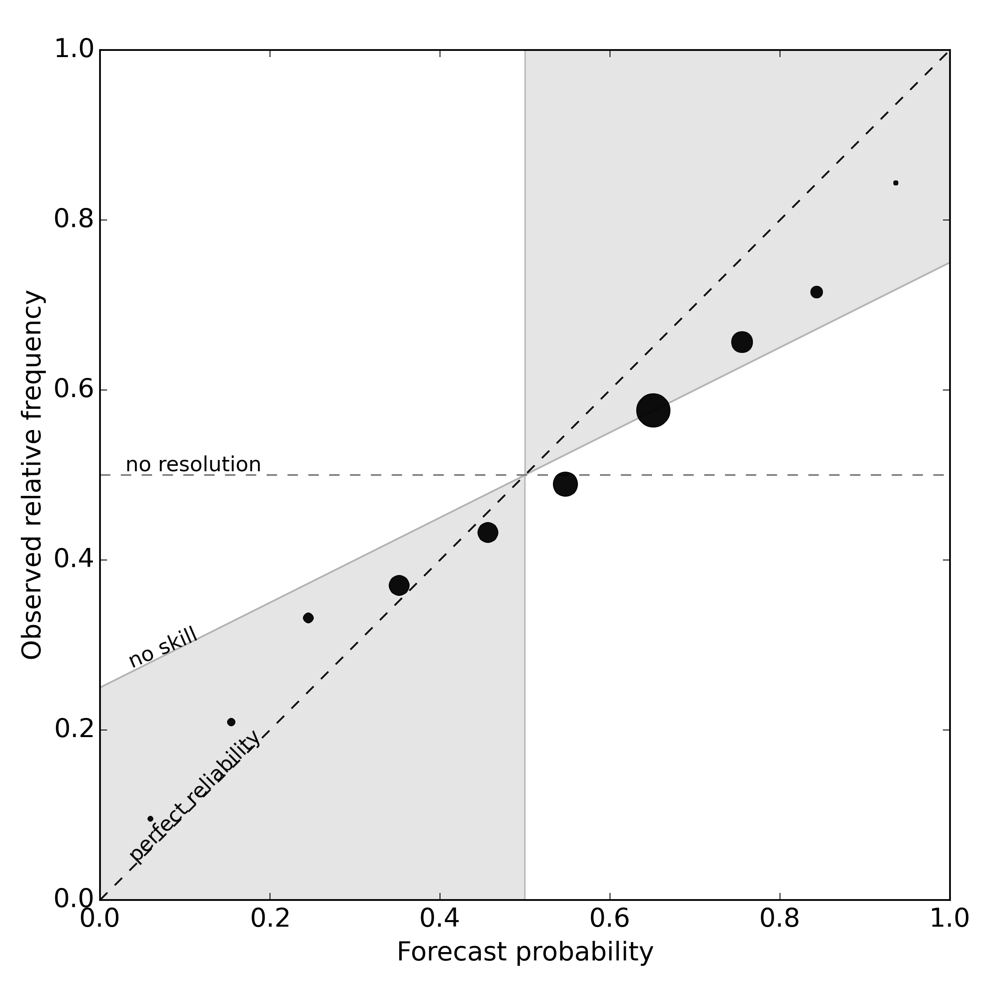 1.0
0.8
0.6
0.4
0.2
0.0
Observed relative frequency
no resolution
no skill
perfect reliability
0.0 0.2 0.4 0.6 0.8 1.0
Forecast probability